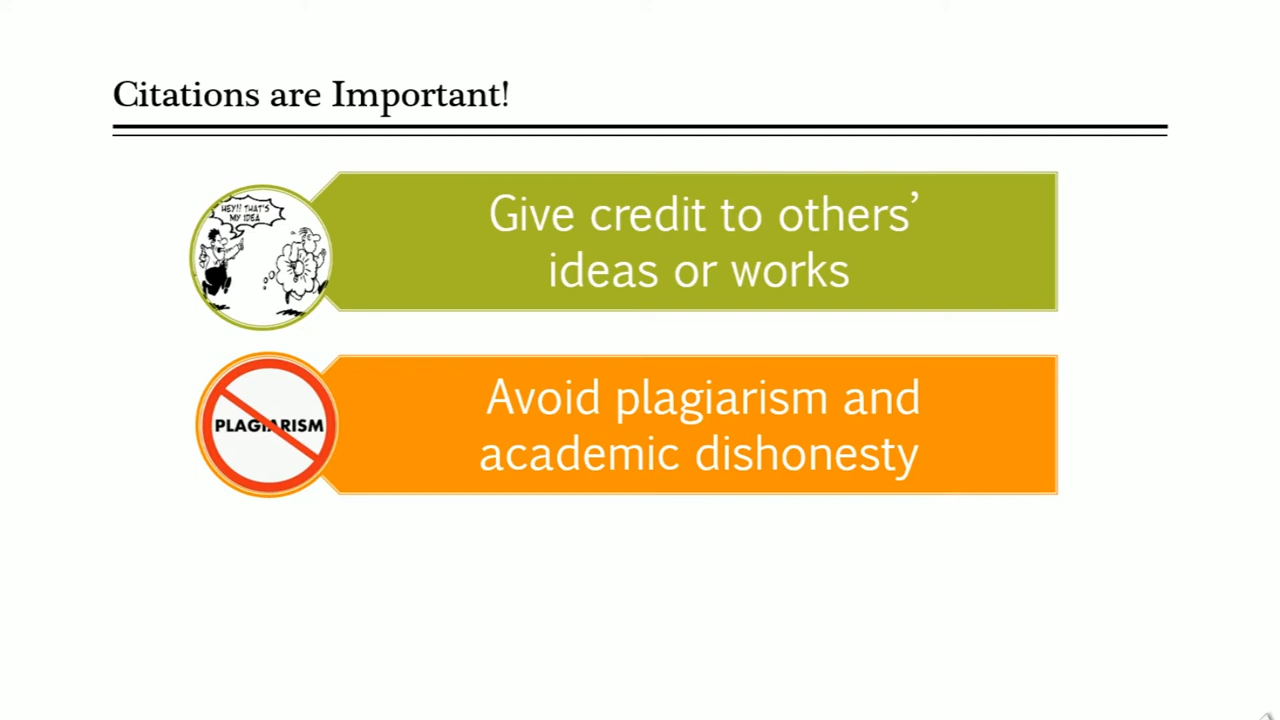 Citations are Important!
HEY!! THAT'S
MY IDEA
Give credit to others’
ideas or works
PLAGIARISM
Avoid plagiarism and
academic dishonesty